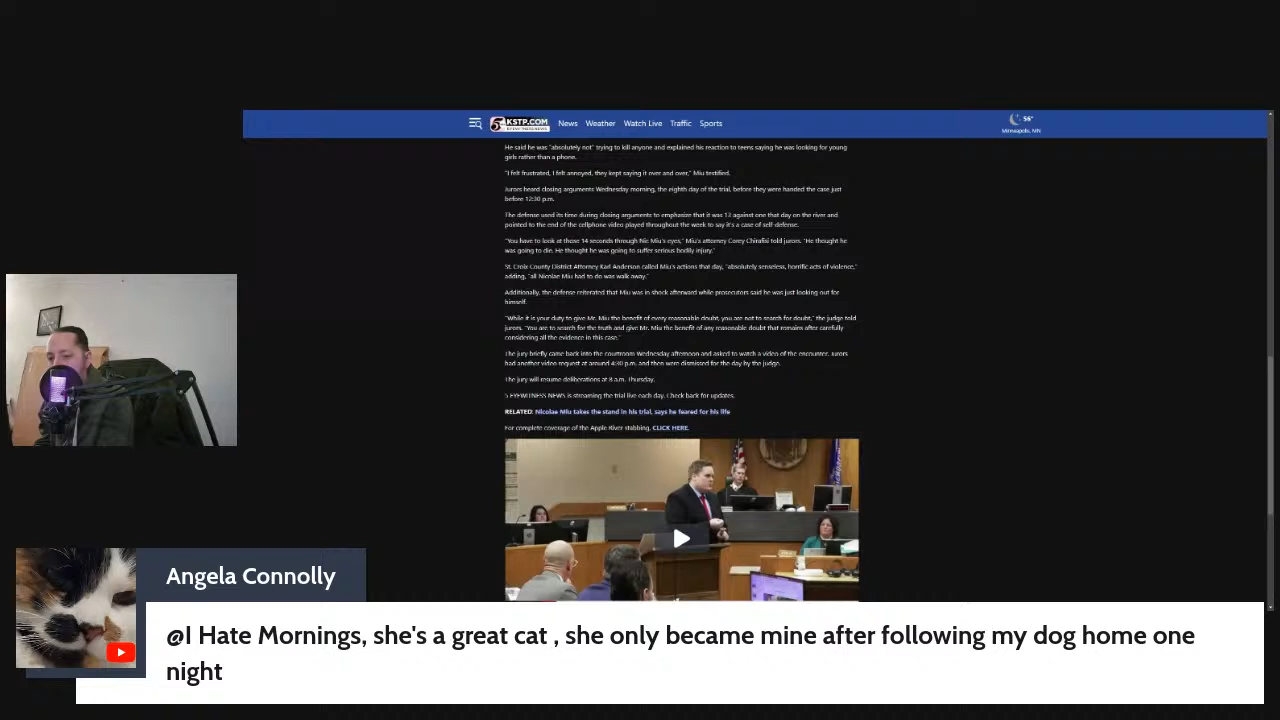 5 KSTP.COM
EYEWITNESS NEWS
News Weather Watch Live Traffic Sports
56°
Minneapolis, MN
He said he was "absolutely not" trying to kill anyone and explained his reaction to teens saying he was looking for young
girls rather than a phone.
"I felt frustrated, I felt annoyed, they kept saying it over and over," Miu testified.
Jurors heard closing arguments Wednesday morning, the eighth day of the trial, before they were handed the case just
before 12:30 p.m.
The defense used its time during closing arguments to emphasize that it was 13 against one that day on the river and
pointed to the end of the cellphone video played throughout the week to say it's a case of self-defense.
"You have to look at those 14 seconds through Nic Miu's eyes," Miu's attorney Corey Chirafisi told jurors. "He thought he
was going to die. He thought he was going to suffer serious bodily injury."
St. Croix County District Attorney Karl Anderson called Miu's actions that day, "absolutely senseless, horrific acts of violence,"
adding, "all Nicolae Miu had to do was walk away."
Additionally, the defense reiterated that Miu was in shock afterward while prosecutors said he was just looking out for
himself.
"While it is your duty to give Mr. Miu the benefit of every reasonable doubt, you are not to search for doubt," the judge told
jurors. "You are to search for the truth and give Mr. Miu the benefit of any reasonable doubt that remains after carefully
considering all the evidence in this case."
The jury briefly came back into the courtroom Wednesday afternoon and asked to watch a video of the encounter. Jurors
had another video request at around 4:30 p.m. and then were dismissed for the day by the judge.
The jury will resume deliberations at 8 a.m. Thursday.
5 EYEWITNESS NEWS is streaming the trial live each day. Check back for updates.
RELATED: Nicolae Miu takes the stand in his trial, says he feared for his life
For complete coverage of the Apple River stabbing, CLICK HERE.
Angela Connolly
@I Hate Mornings, she's a great cat , she only became mine after following my dog home one
night